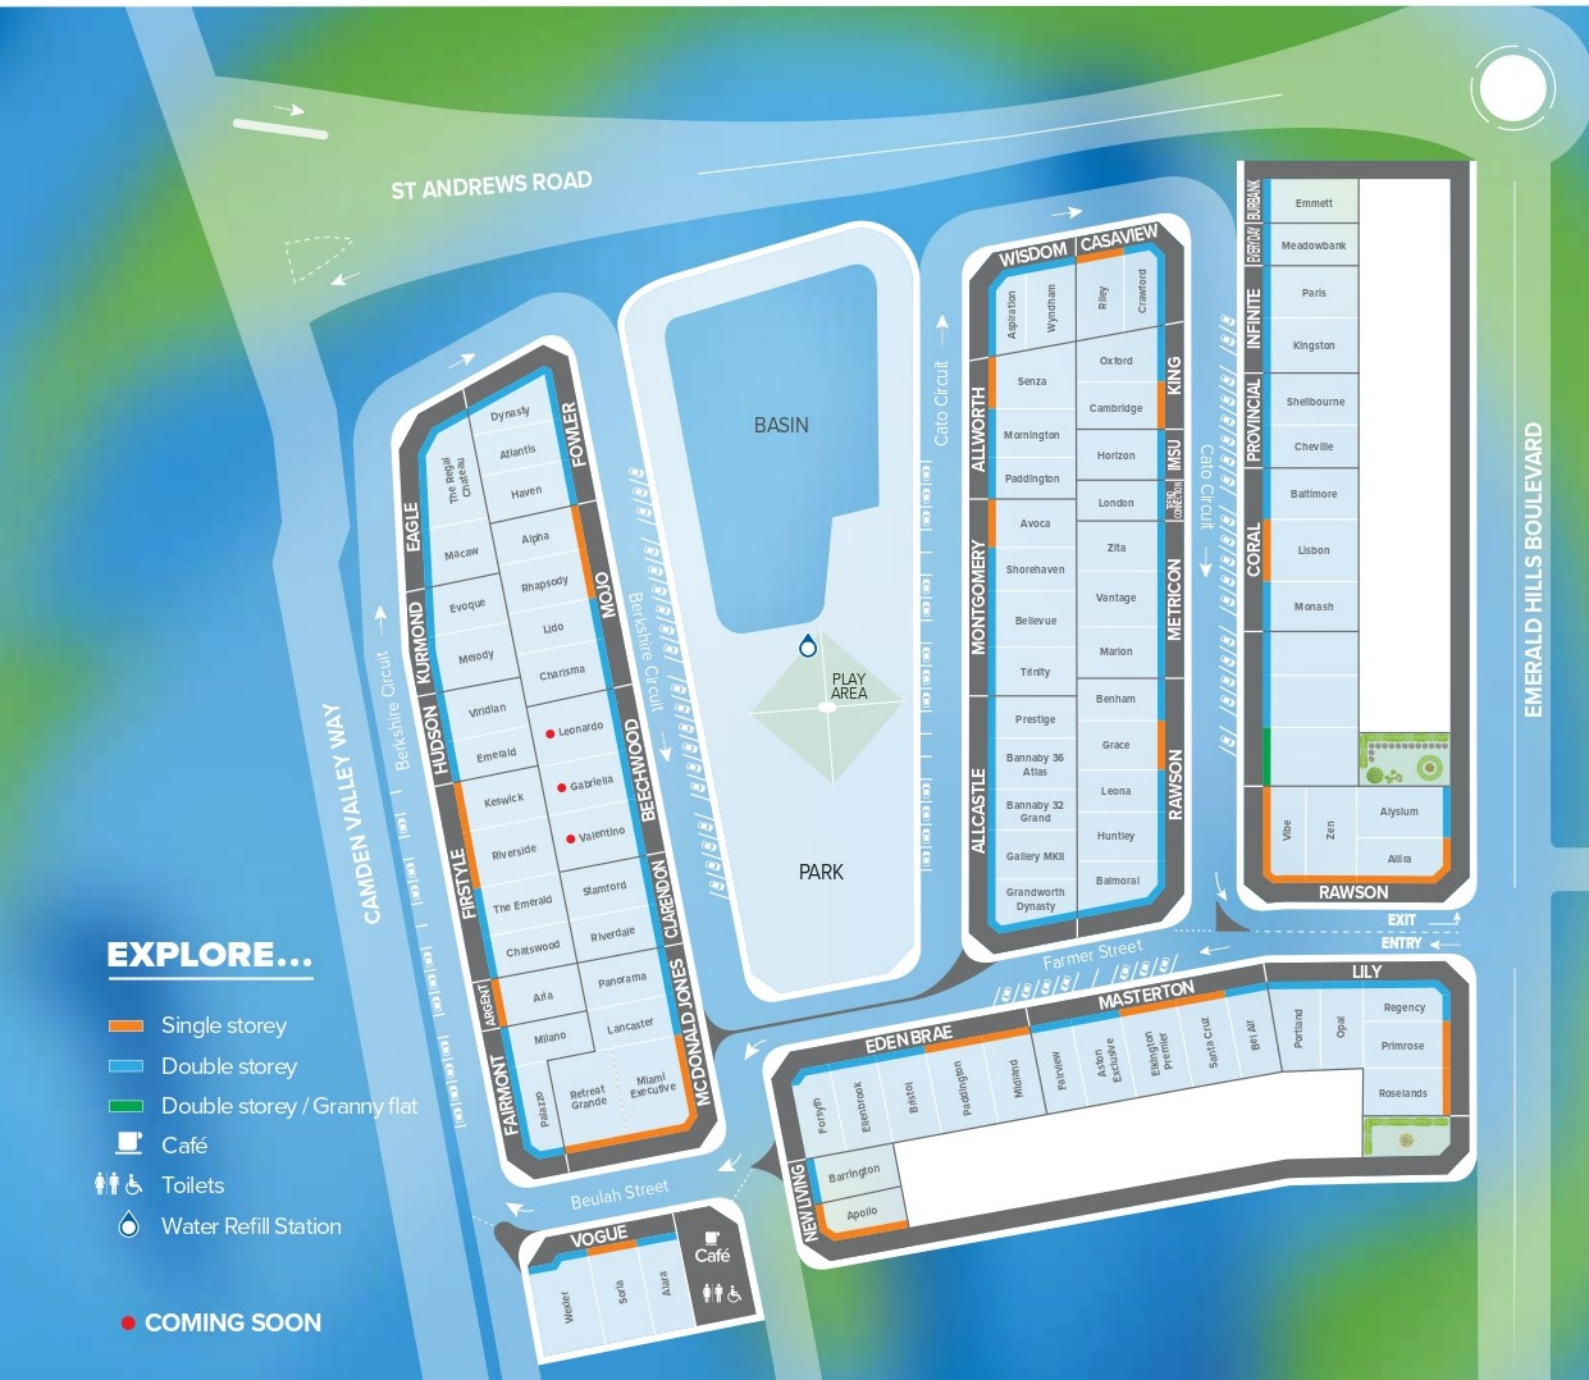 ST ANDREWS ROAD
CAMDEN VALLEY WAY
EMERALD HILLS BOULEVARD
Berkshire Circuit
Berkshire Circuit
Cato Circuit
Cato Circuit
Farmer Street
Beulah Street
EXIT
ENTRY
BASIN
PLAY
AREA
PARK
EAGLE
The Regal
Chateau
Macaw
KURMOND
Evoque
Melody
HUDSON
Viridian
Emerald
FIRSTYLE
Keswick
Riverside
The Emerald
Chatswood
ARGENT
Aria
FAIRMONT
Milano
Palazzo
FOWLER
Dynasty
Atlantis
Haven
MOJO
Alpha
Rhapsody
Lido
Charisma
BEECHWOOD
Leonardo
Gabriella
Valentino
CLARENDON
Stamford
Riverdale
MCDONALD JONES
Panorama
Lancaster
Retreat
Grande
Miami
Executive
WISDOM
Aspiration
Wyndham
CASAVIEW
Riley
Crawford
ALLWORTH
Senza
Mornington
Paddington
MONTGOMERY
Avoca
Shorehaven
Bellevue
Trinity
ALLCASTLE
Prestige
Bannaby 36
Atlas
Bannaby 32
Grand
Gallery MKII
Grandworth
Dynasty
KING
Oxford
Cambridge
IMSU
Horizon
London
METRICON
Zita
Vantage
Marion
RAWSON
Benham
Grace
Leona
Huntley
Balmoral
BURBANK
Emmett
EVERYDAY
Meadowbank
INFINITE
Paris
Kingston
PROVINCIAL
Shelbourne
Cheville
CORAL
Baltimore
Lisbon
Monash
Vibe
Zen
Alysium
Allira
RAWSON
EDEN BRAE
Forsyth
Ellenbrook
Bristol
Paddington
Midland
MASTERTON
Fairview
Aston
Exclusive
Elkington
Premier
Santa Cruz
Bel Air
LILY
Portland
Opal
Regency
Primrose
Roselands
NEW LIVING
Barrington
Apollo
VOGUE
Wexler
Soria
Alara
Café
EXPLORE...
Single storey
Double storey
Double storey / Granny flat
Café
Toilets
Water Refill Station
COMING SOON